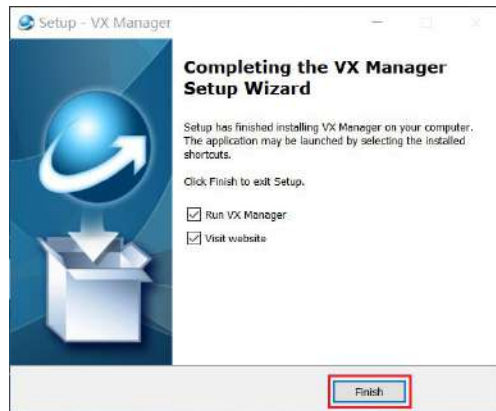 Setup - VX Manager
Completing the VX Manager
Setup Wizard
Setup has finished installing VX Manager on your computer.
The application may be launched by selecting the installed
shortcuts.
Click Finish to exit Setup.
Run VX Manager
Visit website
Finish